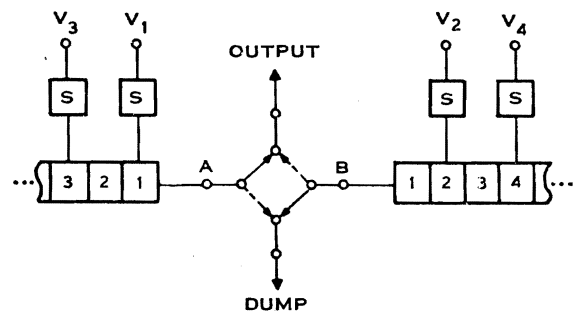 V3 V1 V2 V4
OUTPUT
S S S S
A B
... 3 2 1 1 2 3 4 ...
DUMP